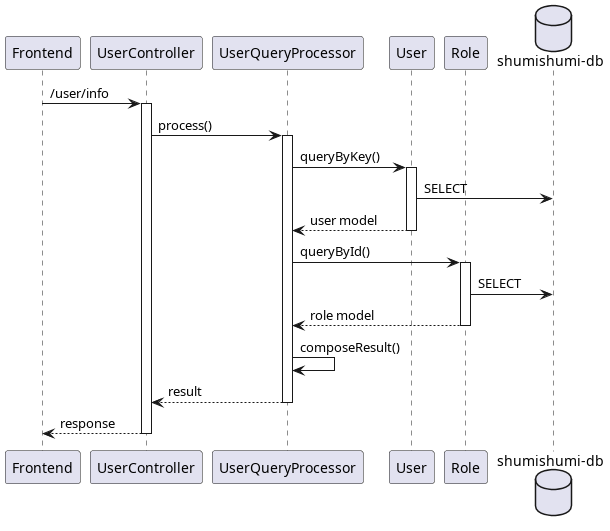 Frontend
UserController
UserQueryProcessor
User
Role
shumishumi-db
/user/info
process()
queryByKey()
SELECT
user model
queryById()
SELECT
role model
composeResult()
result
response
Frontend
UserController
UserQueryProcessor
User
Role
shumishumi-db